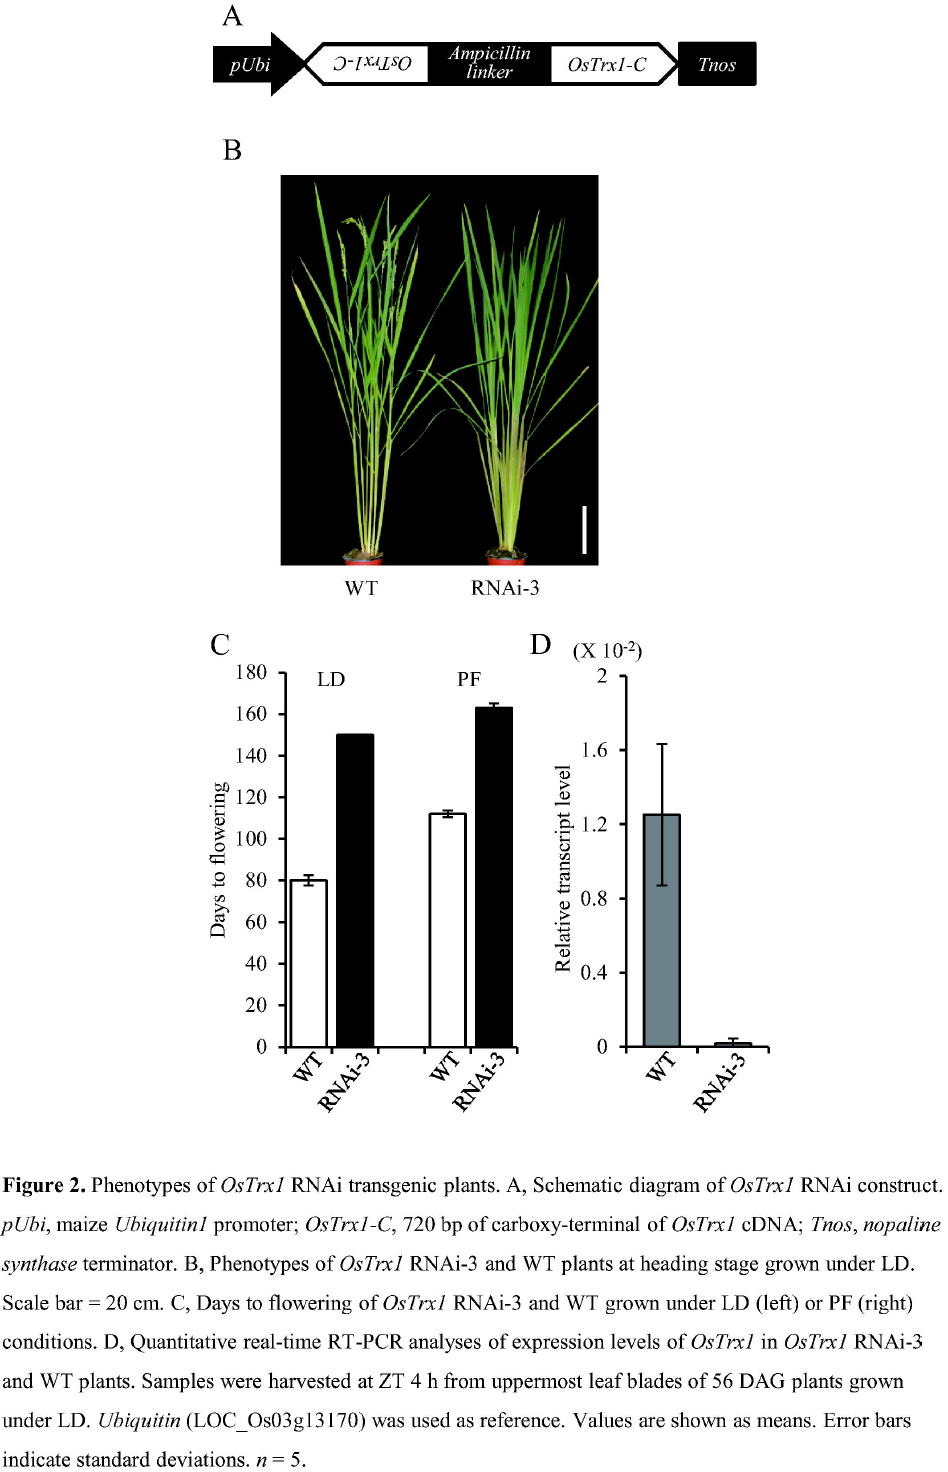 A
pUbi OsTrx1-C Ampicillin linker OsTrx1-C Tnos
B
WT RNAi-3
C
180
160
140
120
100
80
60
40
20
0
Days to flowering
LD PF
WT RNAi-3 WT RNAi-3
D
(X 10-2)
2
1.6
1.2
0.8
0.4
0
Relative transcript level
WT RNAi-3
Figure 2. Phenotypes of OsTrx1 RNAi transgenic plants. A, Schematic diagram of OsTrx1 RNAi construct.
pUbi, maize Ubiquitin1 promoter; OsTrx1-C, 720 bp of carboxy-terminal of OsTrx1 cDNA; Tnos, nopaline
synthase terminator. B, Phenotypes of OsTrx1 RNAi-3 and WT plants at heading stage grown under LD.
Scale bar = 20 cm. C, Days to flowering of OsTrx1 RNAi-3 and WT grown under LD (left) or PF (right)
conditions. D, Quantitative real-time RT-PCR analyses of expression levels of OsTrx1 in OsTrx1 RNAi-3
and WT plants. Samples were harvested at ZT 4 h from uppermost leaf blades of 56 DAG plants grown
under LD. Ubiquitin (LOC_Os03g13170) was used as reference. Values are shown as means. Error bars
indicate standard deviations. n = 5.